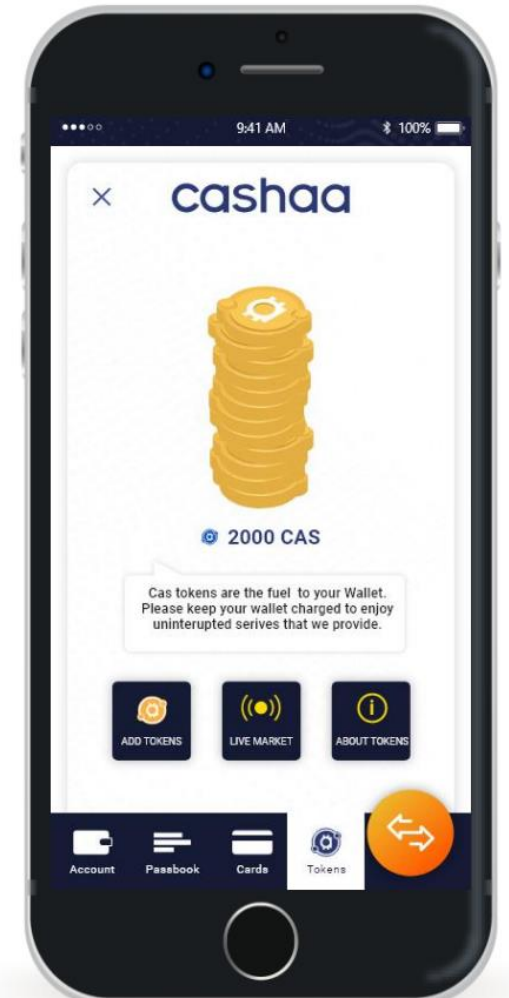 9:41 AM
100%
cashaa
2000 CAS
Cas tokens are the fuel to your Wallet.
Please keep your wallet charged to enjoy
uninterupted serives that we provide.
ADD TOKENS
LIVE MARKET
ABOUT TOKENS
Account
Passbook
Cards
Tokens